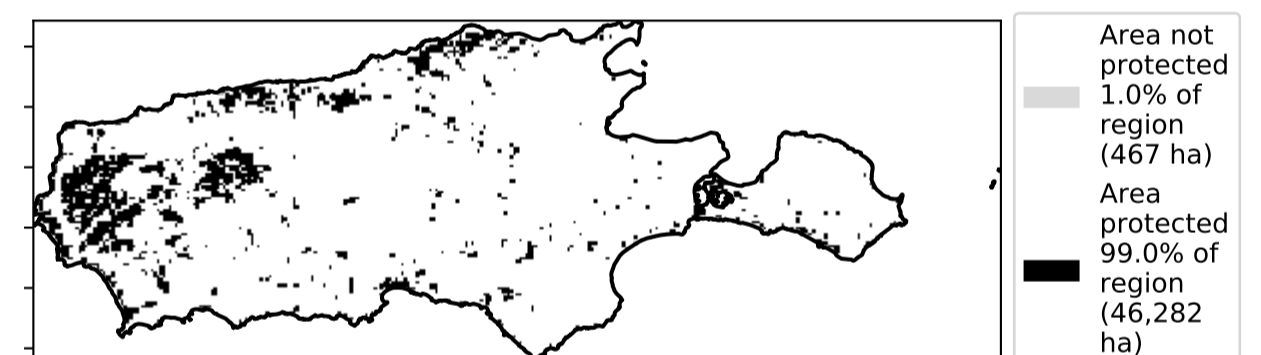 Area not
protected
1.0% of
region
(467 ha)
Area
protected
99.0% of
region
(46,282
ha)